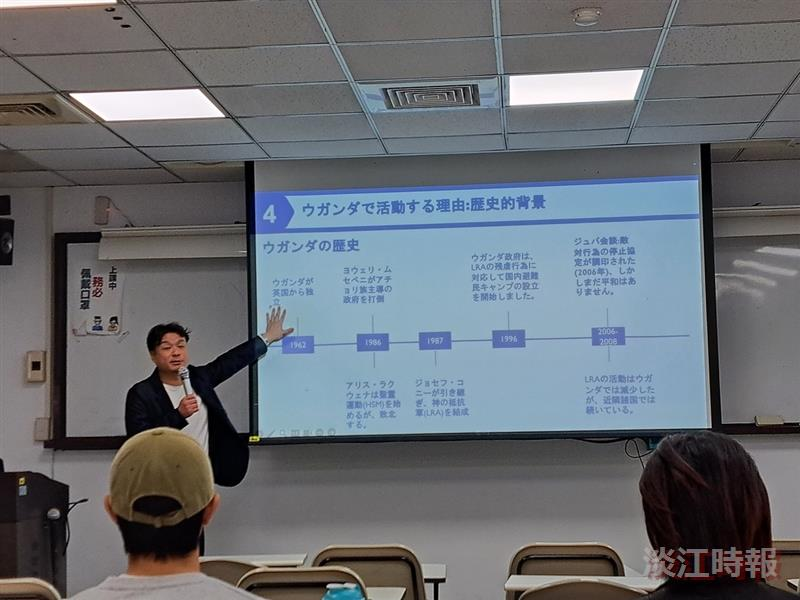 4
ウガンダで活動する理由:歴史的背景
ウガンダの歴史
ウガンダが
英国から独
立
ヨウェリ・ム
セベニがアチ
ョリ族主導の
政府を打倒
ウガンダ政府は、
LRAの残虐行為に
対応して国内避難
民キャンプの設立
を開始しました。
ジュバ会談:敵
対行為の停止協
定が調印された
(2006年)、しか
しまだ平和はあ
りません。
1962
1986
1987
1996
2006-
2008
アリス・ラク
ウェナは聖霊
運動(HSM)を始
めるが、敗北
する。
ジョセフ・コ
ニーが引き継
ぎ、神の抵抗
軍(LRA)を結成
LRAの活動はウガ
ンダでは減少した
が、近隣諸国では
続いている。
上課中
務必
佩戴口罩
淡江時報